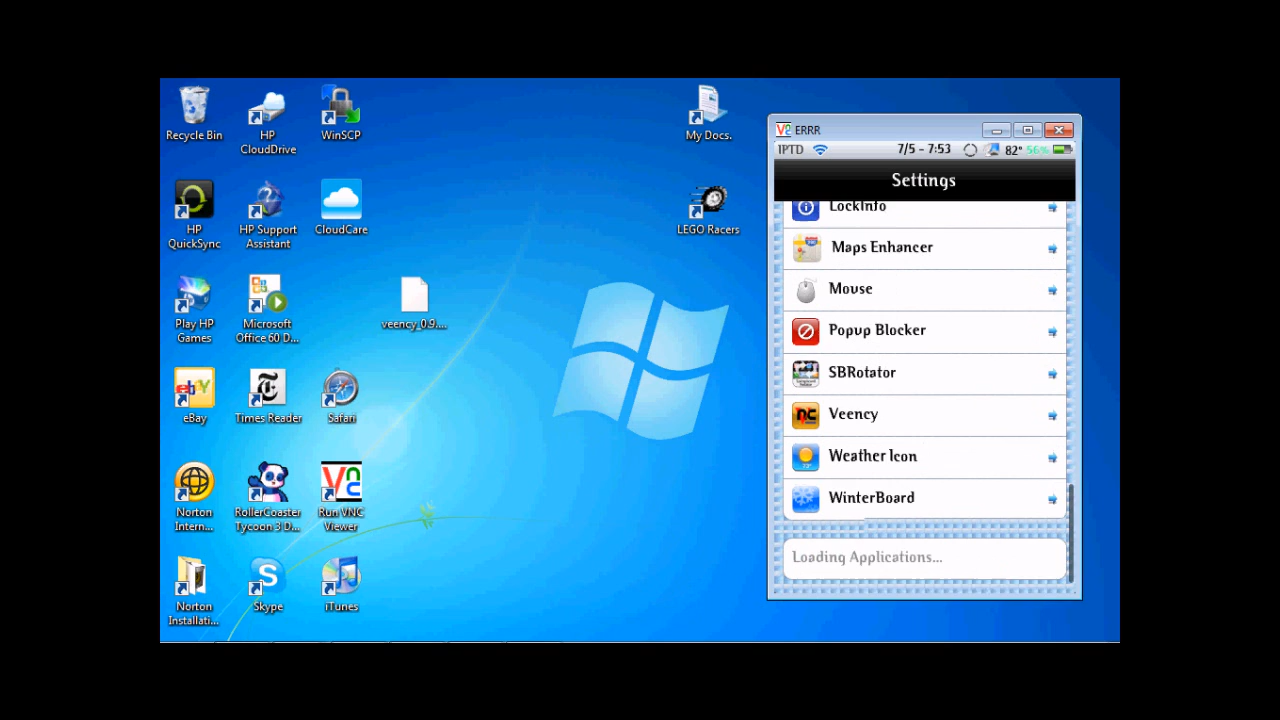 Recycle Bin
HP
CloudDrive
WinSCP
My Docs.
HP
QuickSync
HP Support
Assistant
CloudCare
LEGO Racers
Play HP
Games
Microsoft
Office 60 D...
veency_0.9....
eBay
Times Reader
Safari
Norton
Intern...
RollerCoaster
Tycoon 3 D...
Run VNC
Viewer
Norton
Installati...
Skype
iTunes
ERRR
IPTD 7/5 - 7:53 82° 56%
Settings
LockInfo
Maps Enhancer
Mouse
Popup Blocker
SBRotator
Veency
Weather Icon
WinterBoard
Loading Applications...